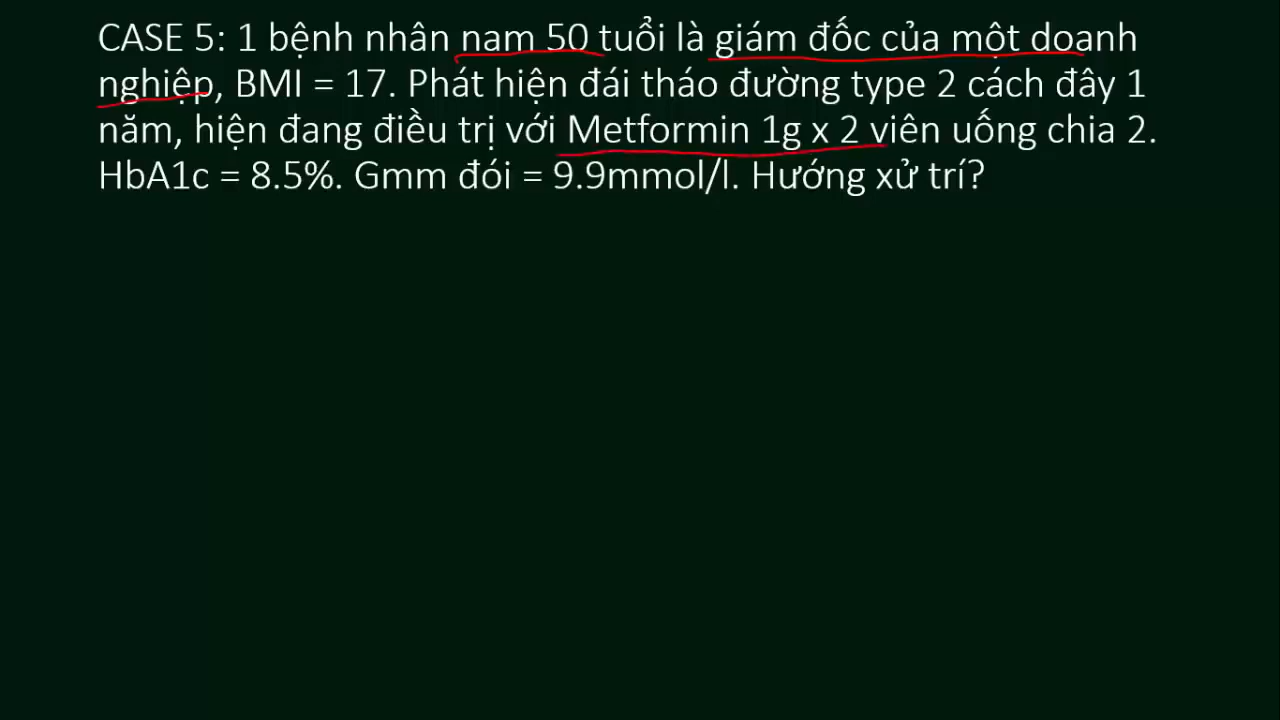 CASE 5: 1 bệnh nhân nam 50 tuổi là giám đốc của một doanh
nghiệp, BMI = 17. Phát hiện đái tháo đường type 2 cách đây 1
năm, hiện đang điều trị với Metformin 1g x 2 viên uống chia 2.
HbA1c = 8.5%. Gmm đói = 9.9mmol/l. Hướng xử trí?